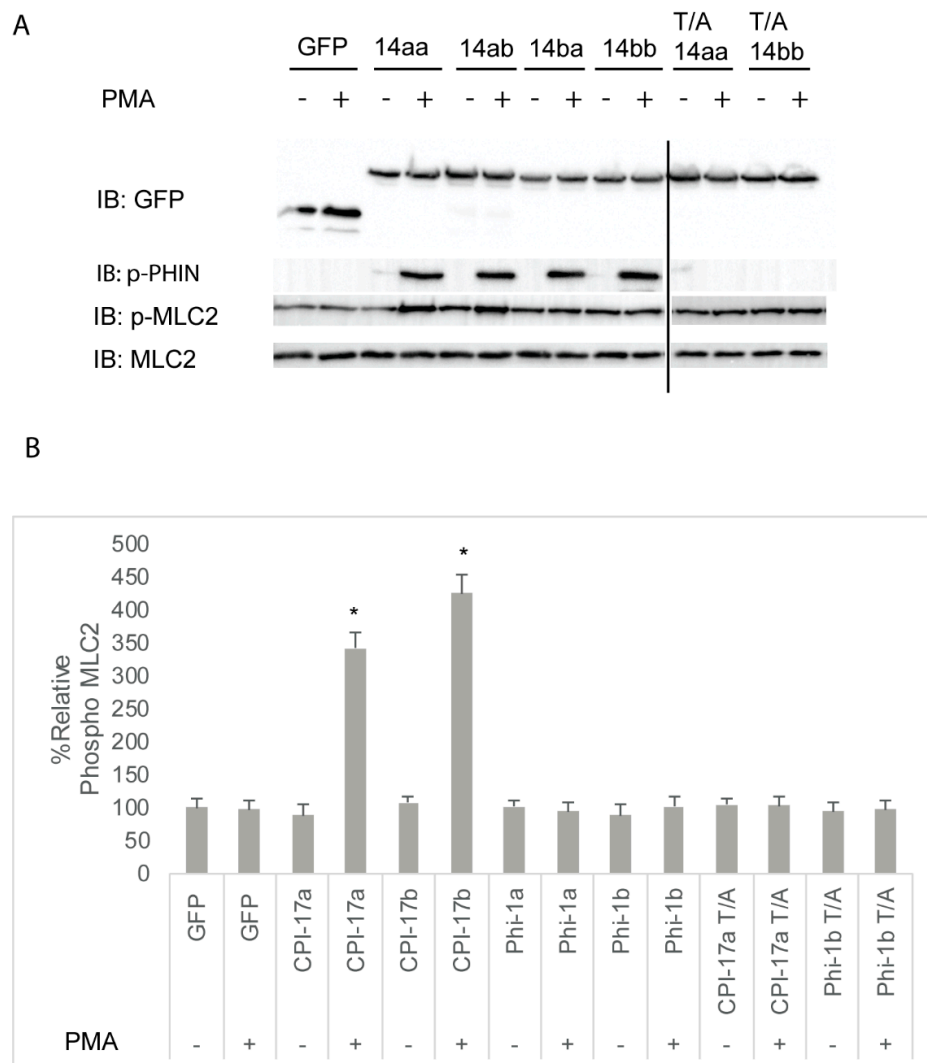 A
GFP 14aa 14ab 14ba 14bb T/A 14aa T/A 14bb
PMA - + - + - + - + - + - + - +
IB: GFP
IB: p-PHIN
IB: p-MLC2
IB: MLC2
B
%Relative
Phospho MLC2
500
450
400
350
300
250
200
150
100
50
0
* *
GFP GFP CPI-17a CPI-17a CPI-17b CPI-17b Phi-1a Phi-1a Phi-1b Phi-1b CPI-17a T/A CPI-17a T/A Phi-1b T/A Phi-1b T/A
PMA - + - + - + - + - + - + - +